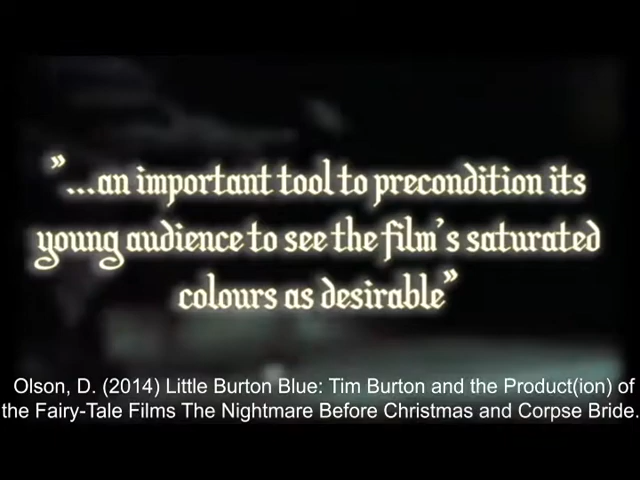 "...an important tool to precondition its
young audience to see the film's saturated
colours as desirable"
Olson, D. (2014) Little Burton Blue: Tim Burton and the Product(ion) of
the Fairy-Tale Films The Nightmare Before Christmas and Corpse Bride.